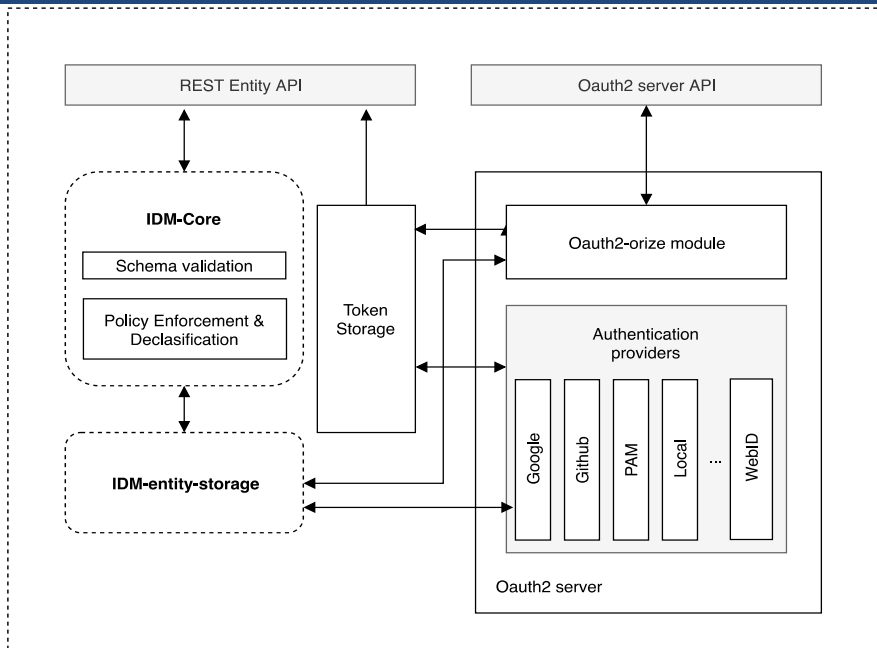 REST Entity API
Oauth2 server API
IDM-Core
Schema validation
Policy Enforcement &
Declasification
Token
Storage
Oauth2-orize module
Authentication
providers
Google
Github
PAM
Local
...
WebID
IDM-entity-storage
Oauth2 server